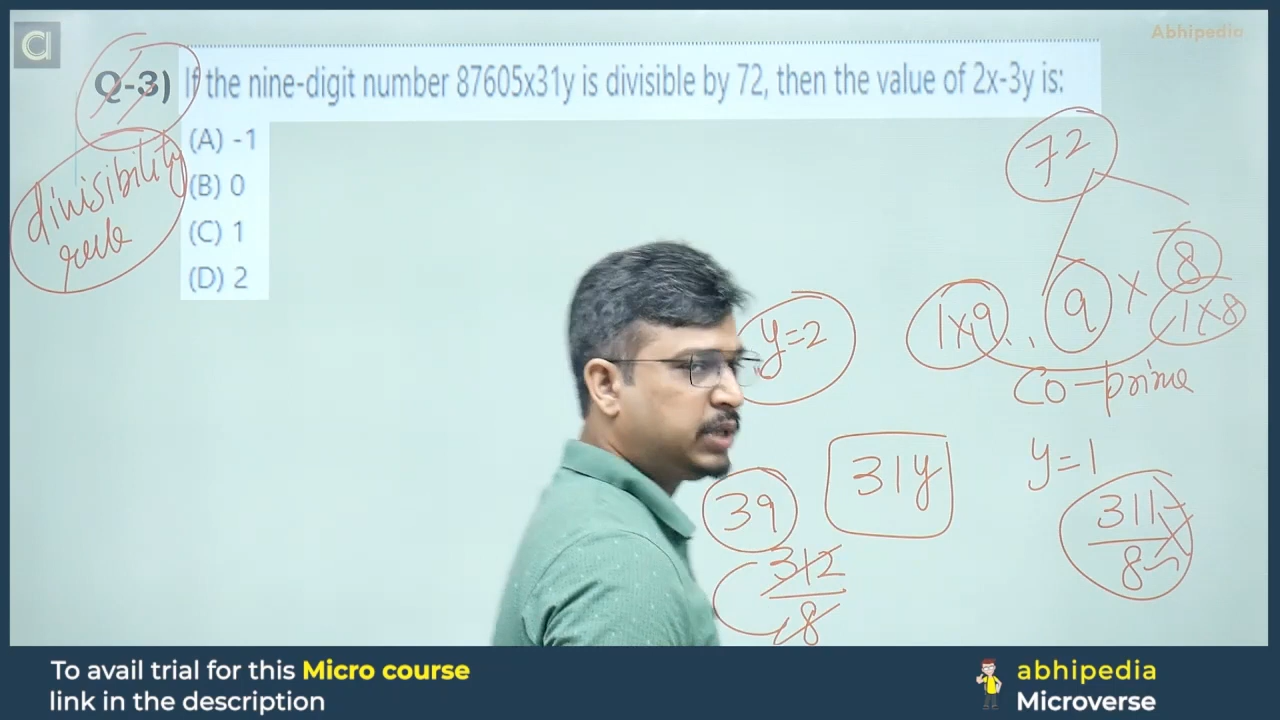 Abhipedia
Q-3) If the nine-digit number 87605x31y is divisible by 72, then the value of 2x-3y is:
(A) -1
(B) 0
(C) 1
(D) 2
divisibility
rule
72
9 × 8
1×9 .. 1×8
Co-prime
y=2
y=1
39
31y
311
8
312
8
To avail trial for this Micro course
link in the description
abhipedia
Microverse